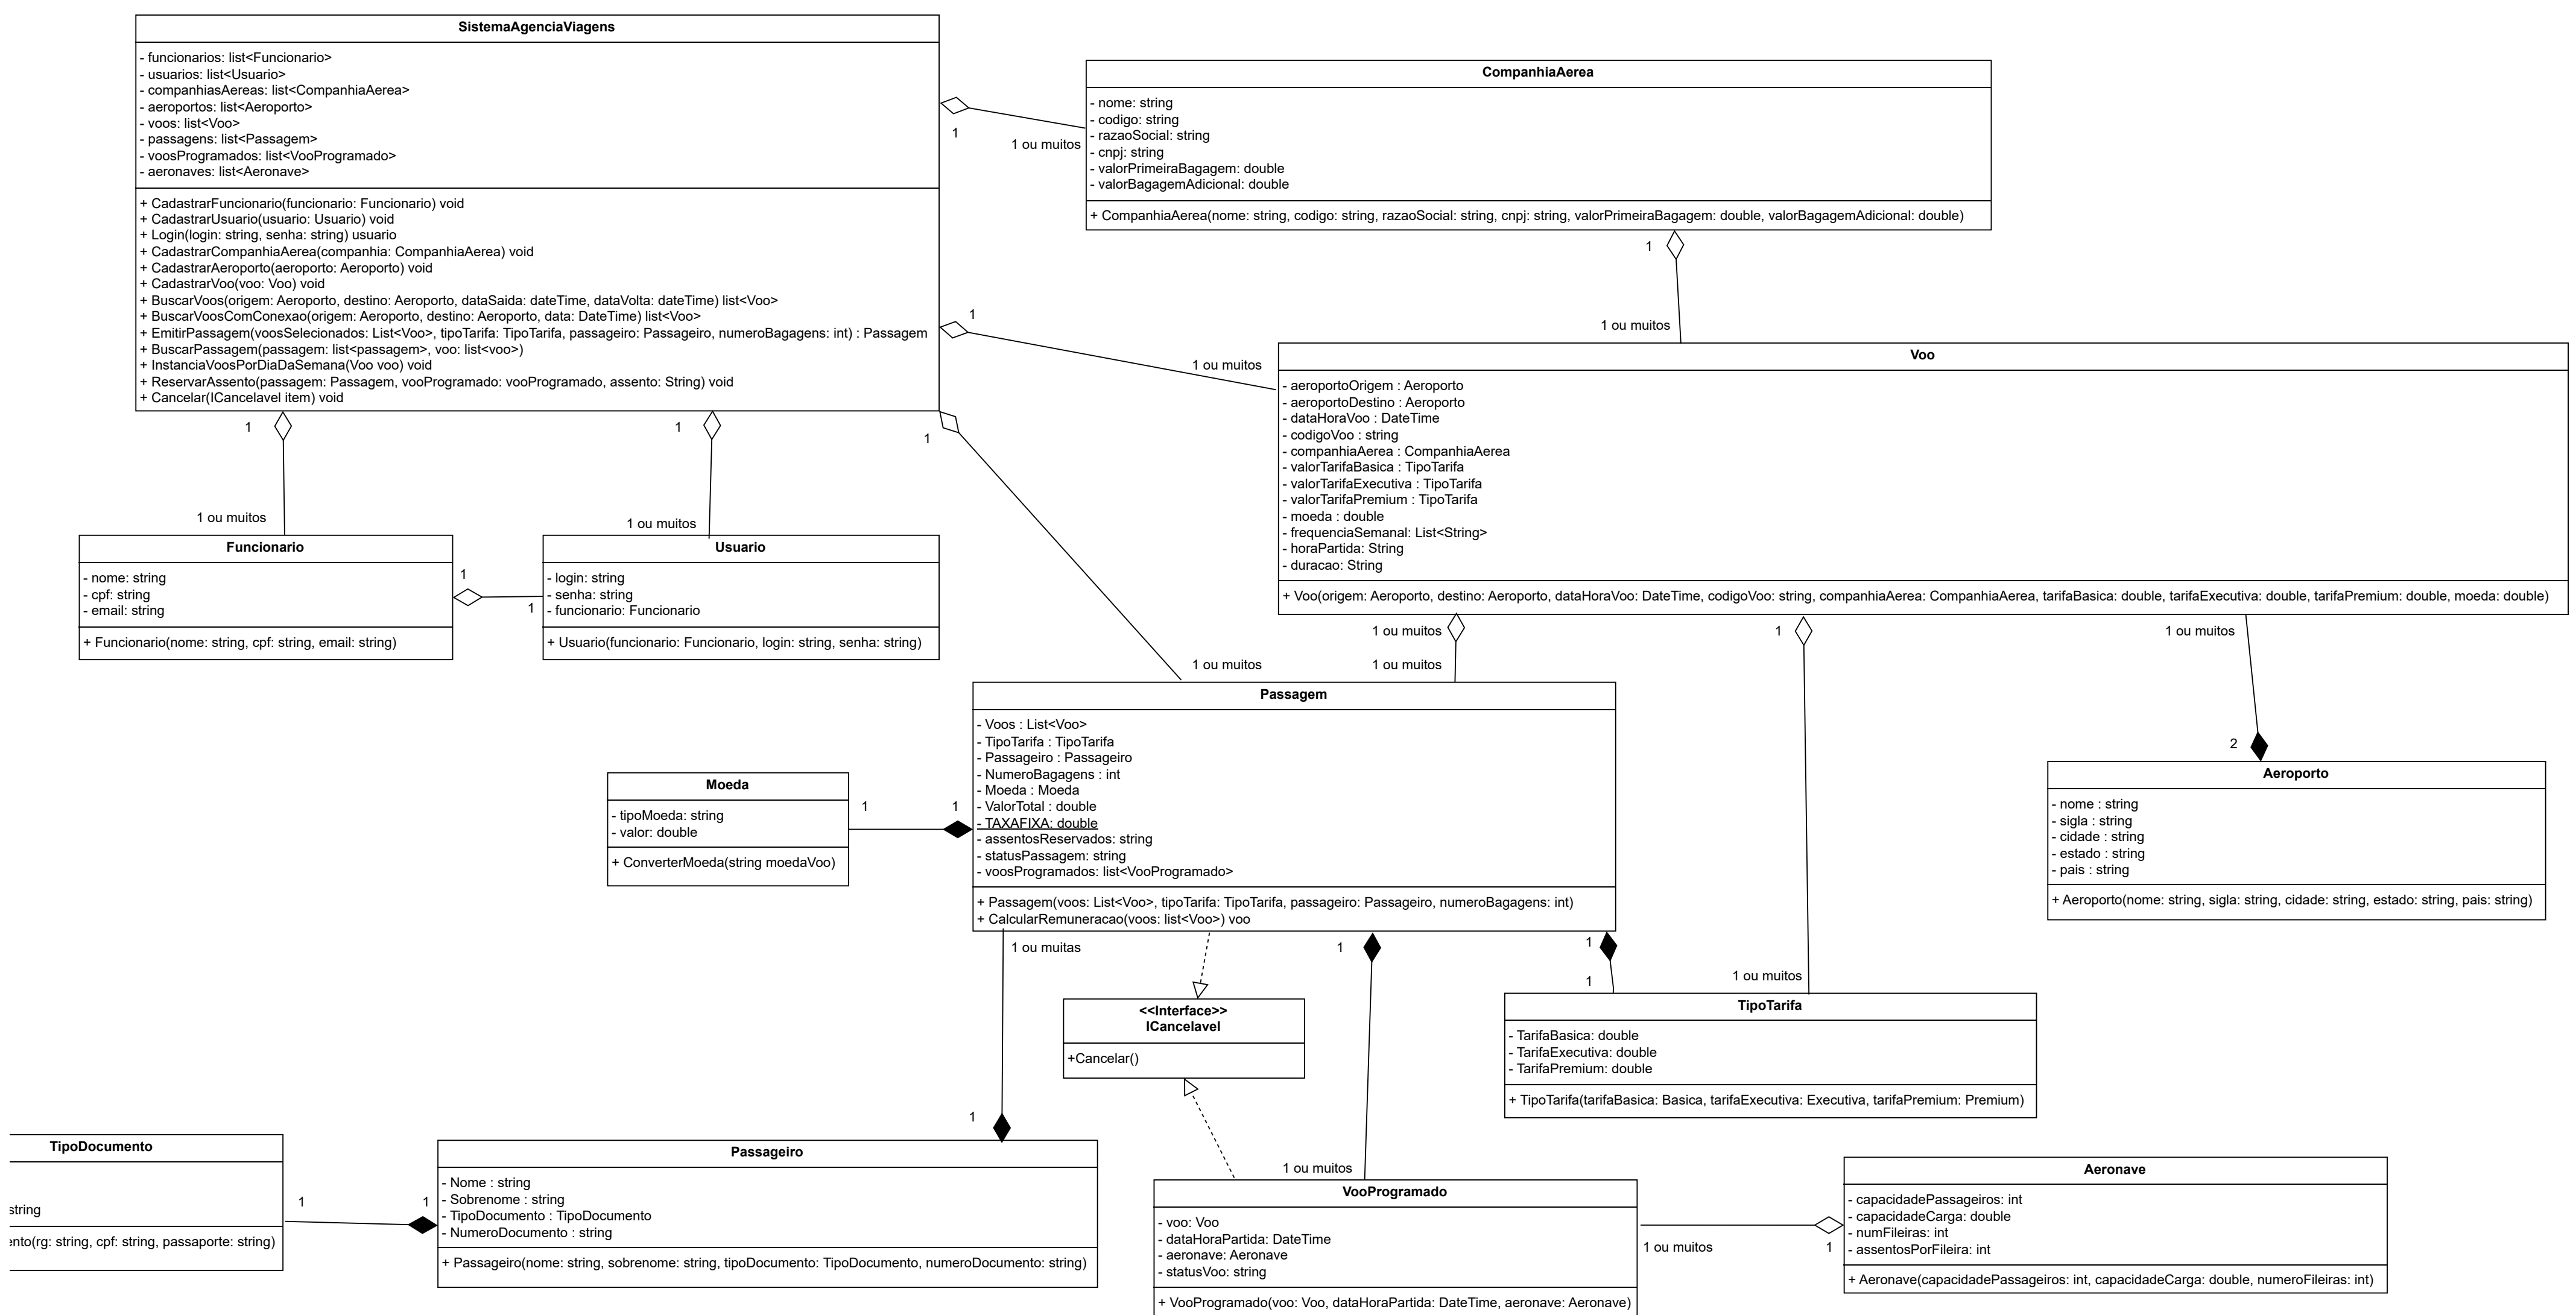 SistemaAgenciaViagens
- funcionarios: list<Funcionario>
- usuarios: list<Usuario>
- companhiasAereas: list<CompanhiaAerea>
- aeroportos: list<Aeroporto>
- voos: list<Voo>
- passagens: list<Passagem>
- voosProgramados: list<VooProgramado>
- aeronaves: list<Aeronave>
+ CadastrarFuncionario(funcionario: Funcionario) void
+ CadastrarUsuario(usuario: Usuario) void
+ Login(login: string, senha: string) usuario
+ CadastrarCompanhiaAerea(companhia: CompanhiaAerea) void
+ CadastrarAeroporto(aeroporto: Aeroporto) void
+ CadastrarVoo(voo: Voo) void
+ BuscarVoos(origem: Aeroporto, destino: Aeroporto, dataSaida: dateTime, dataVolta: dateTime) list<Voo>
+ BuscarVoosComConexao(origem: Aeroporto, destino: Aeroporto, data: DateTime) list<Voo>
+ EmitirPassagem(voosSelecionados: List<Voo>, tipoTarifa: TipoTarifa, passageiro: Passageiro, numeroBagagens: int) : Passagem
+ BuscarPassagem(passagem: list<passagem>, voo: list<voo>)
+ InstanciaVoosPorDiaDaSemana(Voo voo) void
+ ReservarAssento(passagem: Passagem, vooProgramado: vooProgramado, assento: String) void
+ Cancelar(ICancelavel item) void
1
1 ou muitos
CompanhiaAerea
- nome: string
- codigo: string
- razaoSocial: string
- cnpj: string
- valorPrimeiraBagagem: double
- valorBagagemAdicional: double
+ CompanhiaAerea(nome: string, codigo: string, razaoSocial: string, cnpj: string, valorPrimeiraBagagem: double, valorBagagemAdicional: double)
1
1 ou muitos
1
1 ou muitos
Voo
- aeroportoOrigem : Aeroporto
- aeroportoDestino : Aeroporto
- dataHoraVoo : DateTime
- codigoVoo : string
- companhiaAerea : CompanhiaAerea
- valorTarifaBasica : TipoTarifa
- valorTarifaExecutiva : TipoTarifa
- valorTarifaPremium : TipoTarifa
- moeda : double
- frequenciaSemanal: List<String>
- horaPartida: String
- duracao: String
+ Voo(origem: Aeroporto, destino: Aeroporto, dataHoraVoo: DateTime, codigoVoo: string, companhiaAerea: CompanhiaAerea, tarifaBasica: double, tarifaExecutiva: double, tarifaPremium: double, moeda: double)
1
1 ou muitos
1
1 ou muitos
1
1 ou muitos
Funcionario
- nome: string
- cpf: string
- email: string
+ Funcionario(nome: string, cpf: string, email: string)
1
1
Usuario
- login: string
- senha: string
- funcionario: Funcionario
+ Usuario(funcionario: Funcionario, login: string, senha: string)
1 ou muitos
1 ou muitos
1
1 ou muitos
1 ou muitos
2
Passagem
- Voos : List<Voo>
- TipoTarifa : TipoTarifa
- Passageiro : Passageiro
- NumeroBagagens : int
- Moeda : Moeda
- ValorTotal : double
- TAXAFIXA: double
- assentosReservados: string
- statusPassagem: string
- voosProgramados: list<VooProgramado>
+ Passagem(voos: List<Voo>, tipoTarifa: TipoTarifa, passageiro: Passageiro, numeroBagagens: int)
+ CalcularRemuneracao(voos: list<Voo>) voo
Moeda
- tipoMoeda: string
- valor: double
+ ConverterMoeda(string moedaVoo)
1
1
Aeroporto
- nome : string
- sigla : string
- cidade : string
- estado : string
- pais : string
+ Aeroporto(nome: string, sigla: string, cidade: string, estado: string, pais: string)
1 ou muitas
1
1
1
1
1 ou muitos
<<Interface>>
ICancelavel
+Cancelar()
TipoTarifa
- TarifaBasica: double
- TarifaExecutiva: double
- TarifaPremium: double
+ TipoTarifa(tarifaBasica: Basica, tarifaExecutiva: Executiva, tarifaPremium: Premium)
TipoDocumento
string
ento(rg: string, cpf: string, passaporte: string)
1
1
Passageiro
- Nome : string
- Sobrenome : string
- TipoDocumento : TipoDocumento
- NumeroDocumento : string
+ Passageiro(nome: string, sobrenome: string, tipoDocumento: TipoDocumento, numeroDocumento: string)
1 ou muitos
VooProgramado
- voo: Voo
- dataHoraPartida: DateTime
- aeronave: Aeronave
- statusVoo: string
+ VooProgramado(voo: Voo, dataHoraPartida: DateTime, aeronave: Aeronave)
1 ou muitos
1
Aeronave
- capacidadePassageiros: int
- capacidadeCarga: double
- numFileiras: int
- assentosPorFileira: int
+ Aeronave(capacidadePassageiros: int, capacidadeCarga: double, numeroFileiras: int)